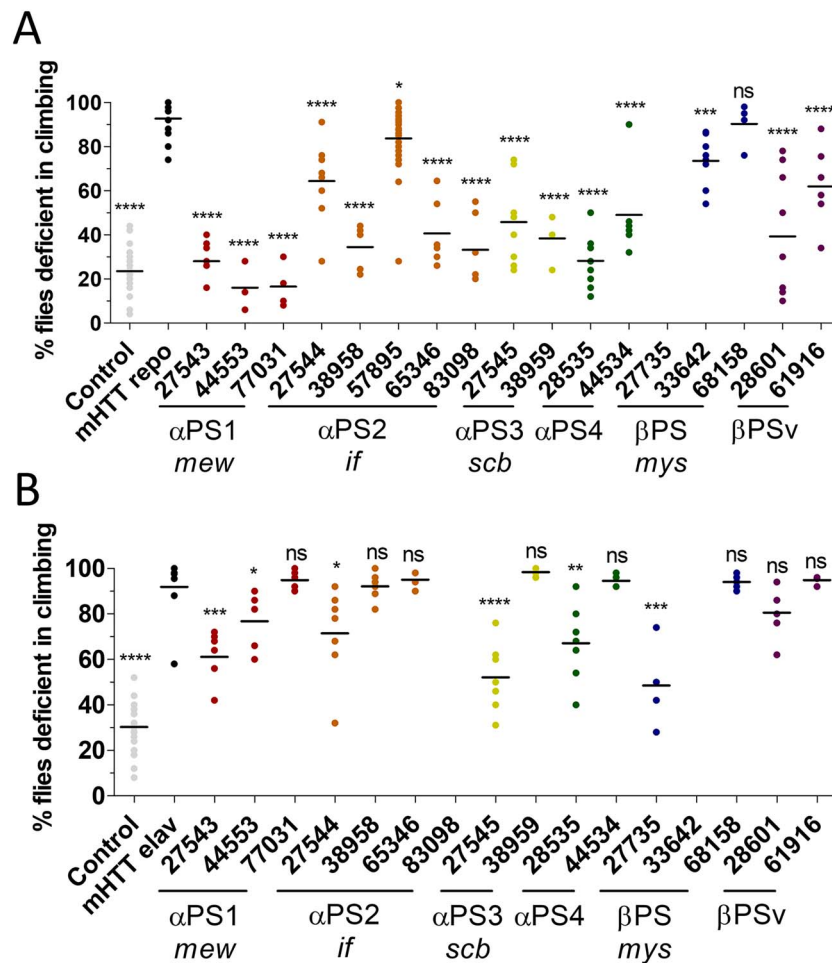 A
% flies deficient in climbing
100
80
60
40
20
0
**** **** **** **** **** **** * **** **** **** **** **** **** *** ns **** ****
Control mHTT repo 27543 44553 77031 27544 38958 57895 65346 83098 27545 38959 28535 44534 27735 33642 68158 28601 61916
αPS1 αPS2 αPS3 αPS4 βPS βPSv
mew if scb mys
B
% flies deficient in climbing
100
80
60
40
20
0
**** *** * ns * ns ns **** ns ** ns *** ns ns ns
Control mHTT elav 27543 44553 77031 27544 38958 65346 83098 27545 38959 28535 44534 27735 33642 68158 28601 61916
αPS1 αPS2 αPS3 αPS4 βPS βPSv
mew if scb mys